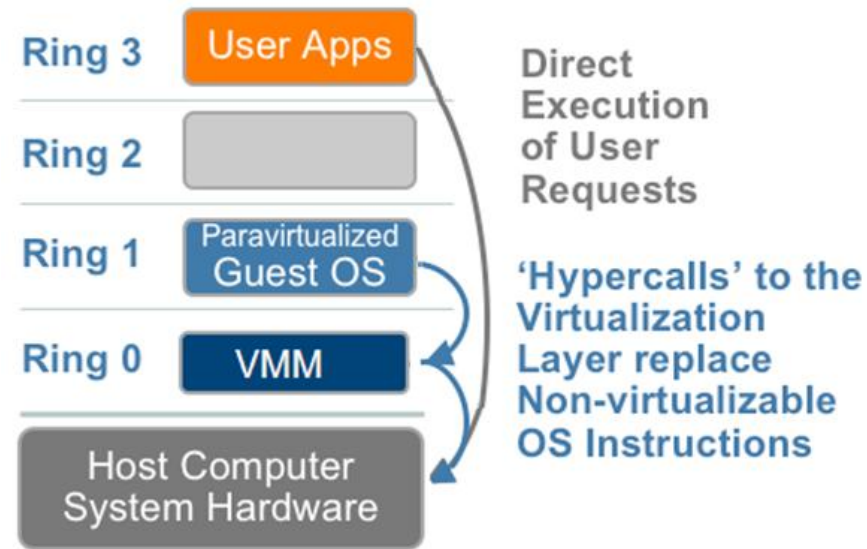 Ring 3
User Apps
Ring 2
Ring 1
Paravirtualized
Guest OS
Ring 0
VMM
Host Computer
System Hardware
Direct
Execution
of User
Requests
‘Hypercalls’ to the
Virtualization
Layer replace
Non-virtualizable
OS Instructions